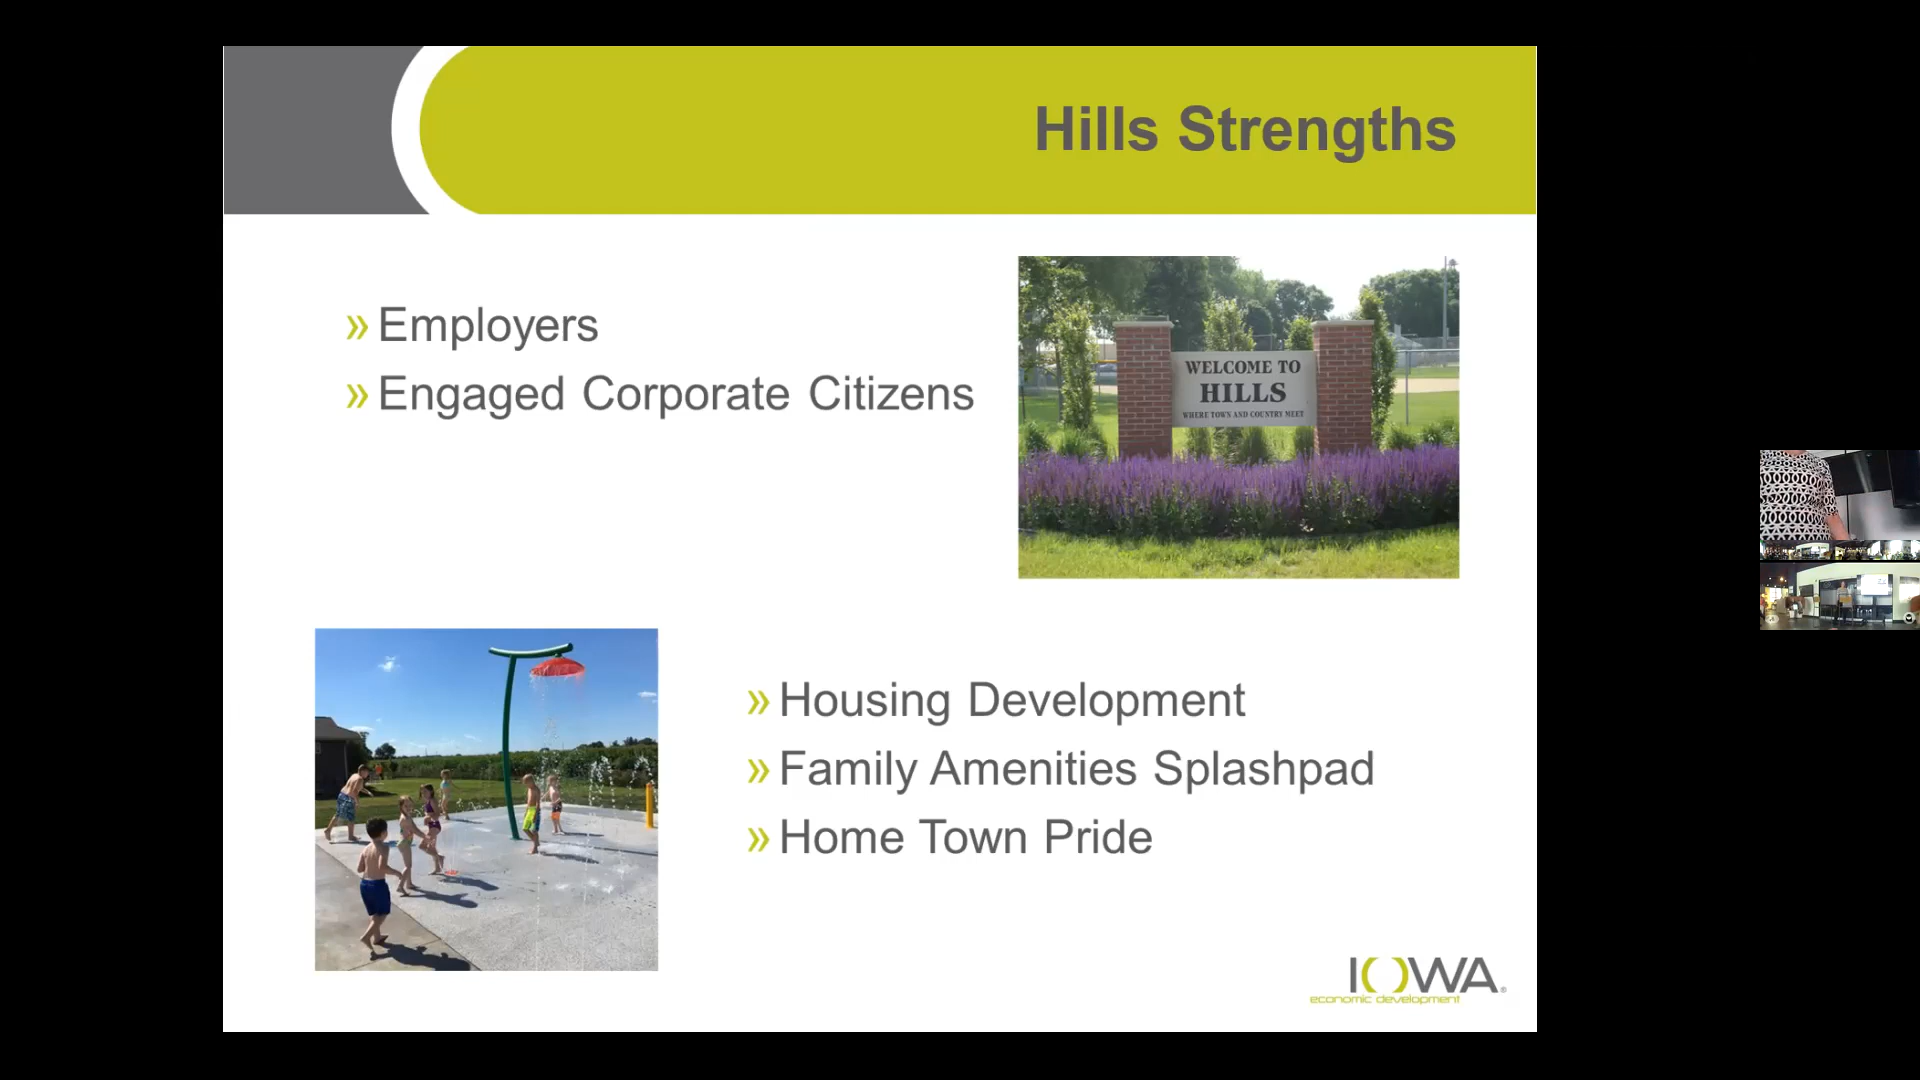 Hills Strengths
» Employers
» Engaged Corporate Citizens
WELCOME TO
HILLS
WHERE TOWN AND COUNTRY MEET
» Housing Development
» Family Amenities Splashpad
» Home Town Pride
IOWA®
economic development